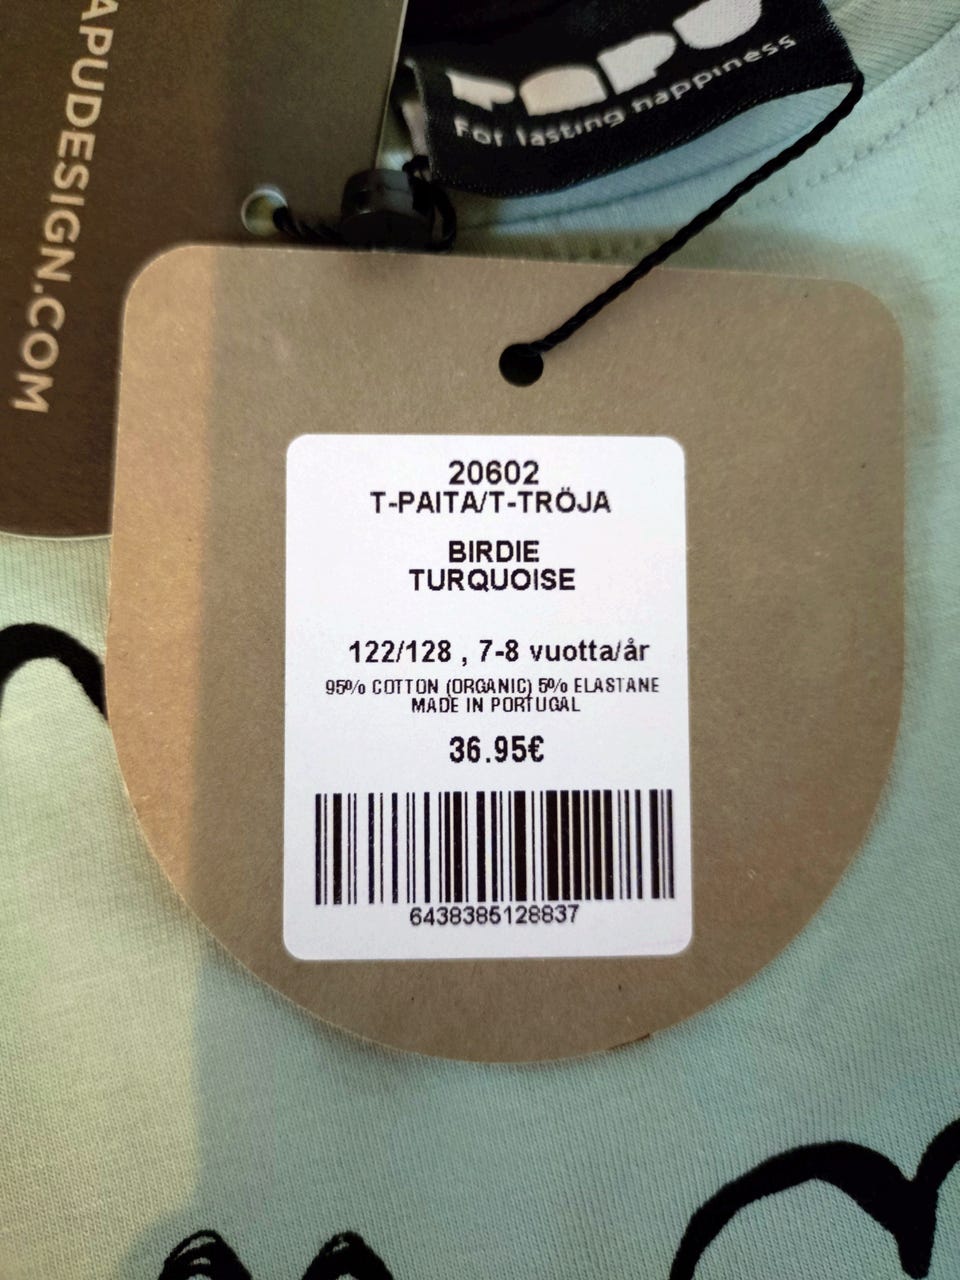 APUDESIGN.COM
PAPU
For lasting happiness
20602
T-PAITA/T-TRÖJA
BIRDIE
TURQUOISE
122/128 , 7-8 vuotta/år
95% COTTON (ORGANIC) 5% ELASTANE
MADE IN PORTUGAL
36.95€
6438385128837